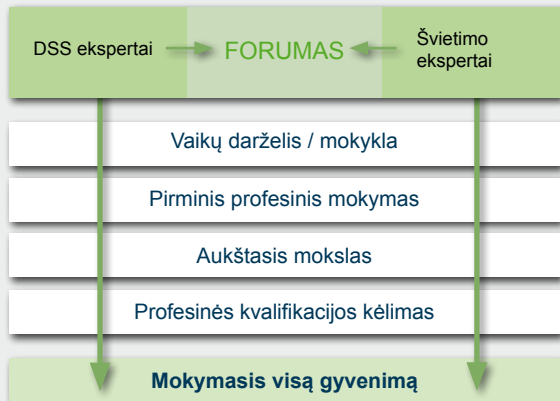 DSS ekspertai
FORUMAS
Švietimo
ekspertai
Vaikų darželis / mokykla
Pirminis profesinis mokymas
Aukštasis mokslas
Profesinės kvalifikacijos kėlimas
Mokymasis visą gyvenimą